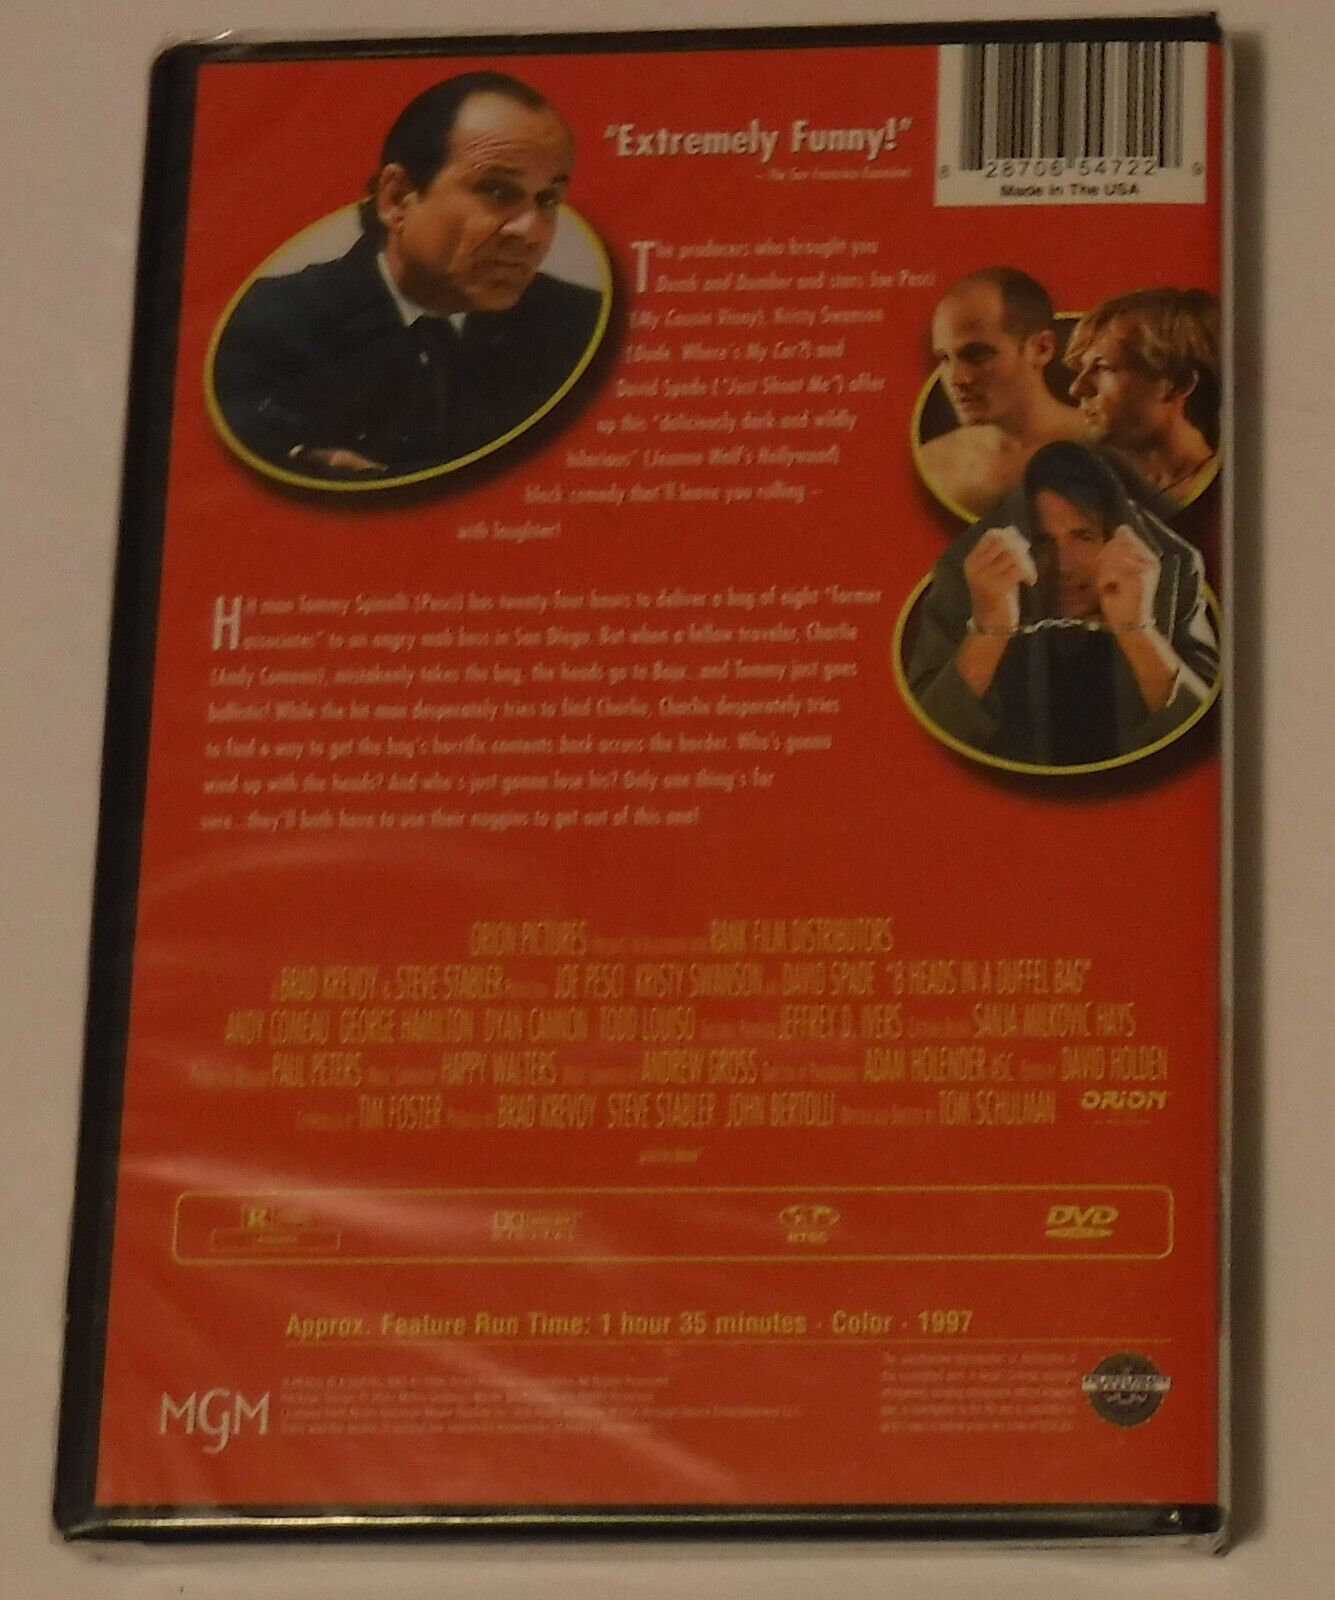 "Extremely Funny!"
– The San Francisco Examiner
8 28706 54722 9
Made in The USA
The producers who brought you
Dumb and Dumber and stars Joe Pesci
(My Cousin Vinny), Kristy Swanson
(Dude, Where's My Car?) and
David Spade ("Just Shoot Me") offer
up this "deliciously dark and wildly
hilarious" (Jeanne Wolf's Hollywood)
black comedy that'll leave you rolling –
with laughter!
Hit man Tommy Spinelli (Pesci) has twenty-four hours to deliver a bag of eight "former
associates" to an angry mob boss in San Diego. But when a fellow traveler, Charlie
(Andy Comeau), mistakenly takes the bag, the heads go to Baja...and Tommy just goes
ballistic! While the hit man desperately tries to find Charlie, Charlie desperately tries
to find a way to get the bag's horrific contents back across the border. Who's gonna
wind up with the heads? And who's just gonna lose his? Only one thing's for
sure...they'll both have to use their noggins to get out of this one!
ORION PICTURES RANK FILM DISTRIBUTORS
BRAD KREVOY & STEVE STABLER JOE PESCI KRISTY SWANSON AND DAVID SPADE "8 HEADS IN A DUFFEL BAG"
ANDY COMEAU GEORGE HAMILTON DYAN CANNON TODD LOUISO JEFFREY D. IVERS SANJA MILKOVIC HAYS
PAUL PETERS HAPPY WALTERS ANDREW GROSS ADAM HOLENDER ASC DAVID HOLDEN
TIM FOSTER BRAD KREVOY STEVE STABLER JOHN BERTOLLI TOM SCHULMAN ORION
R DIGITAL NTSC DVD
Approx. Feature Run Time: 1 hour 35 minutes - Color - 1997
MGM